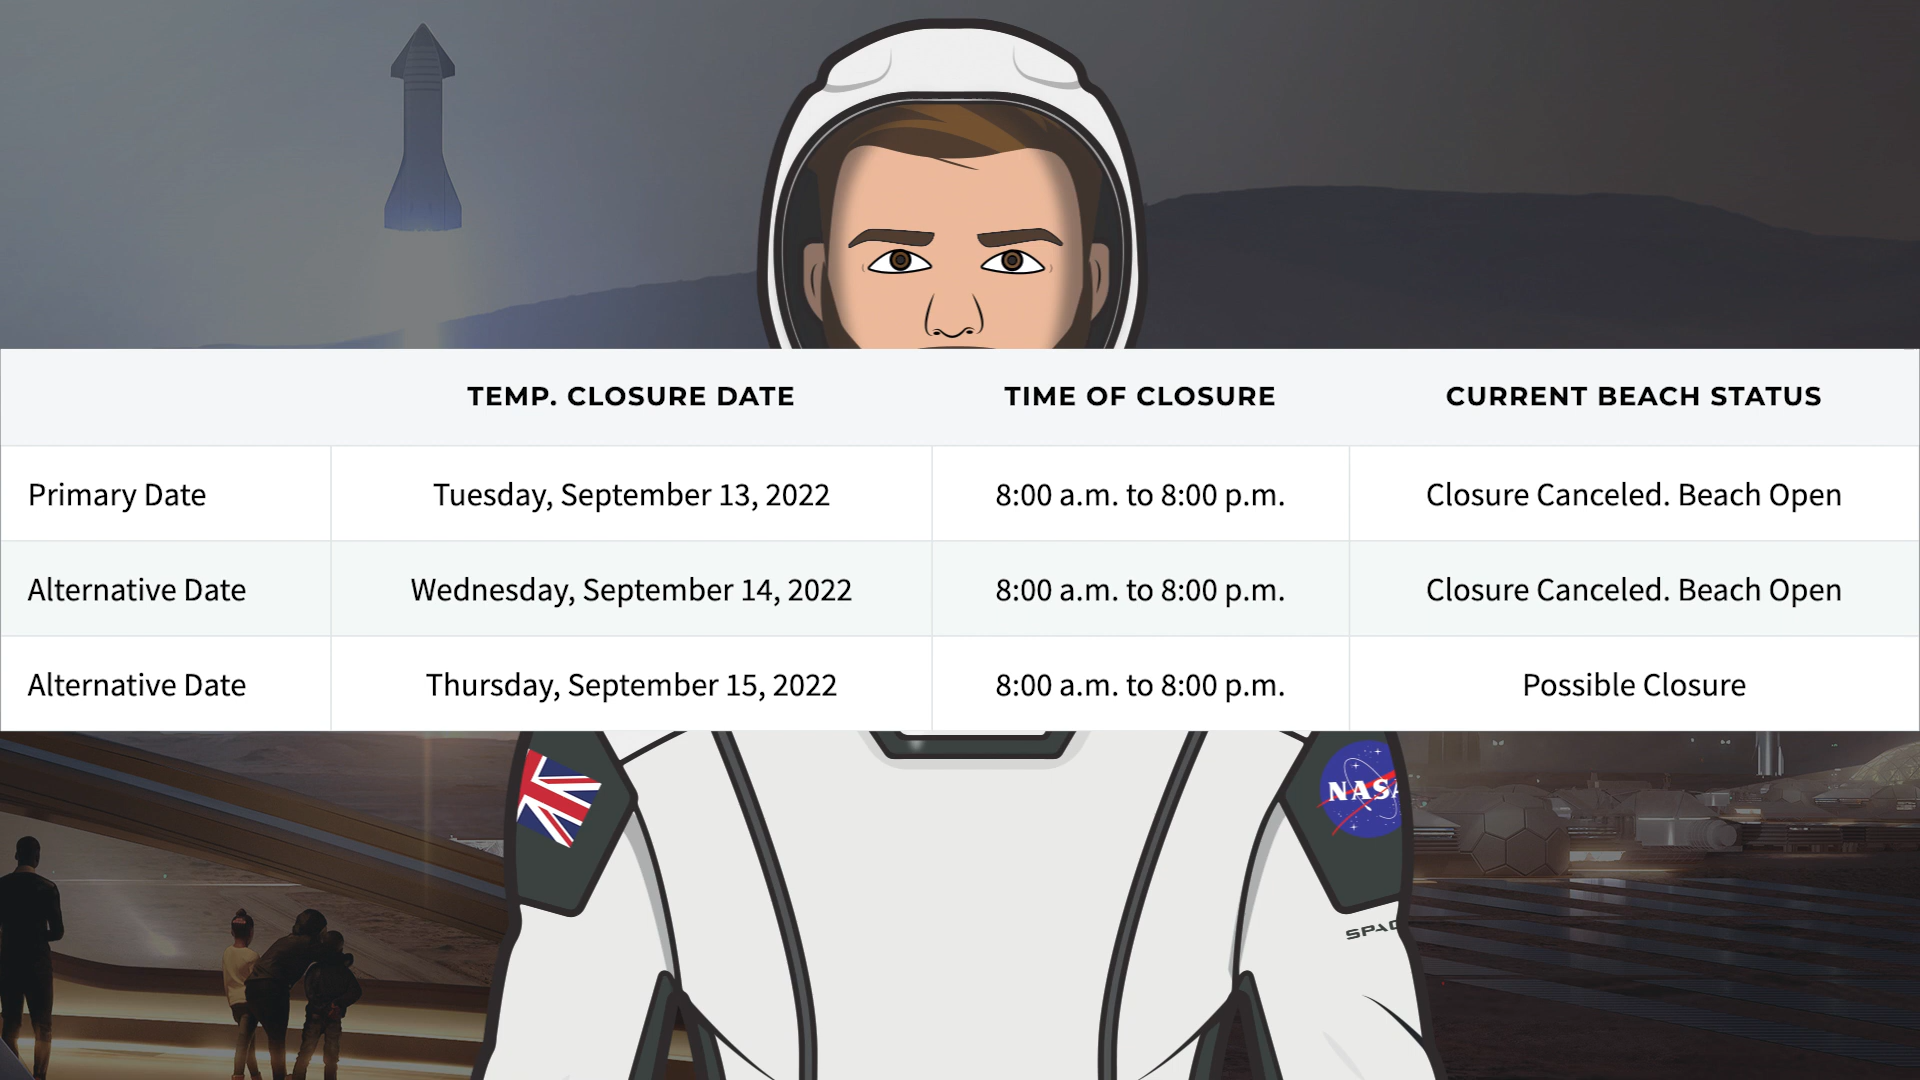 TEMP. CLOSURE DATE TIME OF CLOSURE CURRENT BEACH STATUS
Primary Date Tuesday, September 13, 2022 8:00 a.m. to 8:00 p.m. Closure Canceled. Beach Open
Alternative Date Wednesday, September 14, 2022 8:00 a.m. to 8:00 p.m. Closure Canceled. Beach Open
Alternative Date Thursday, September 15, 2022 8:00 a.m. to 8:00 p.m. Possible Closure
NASA
SPAC